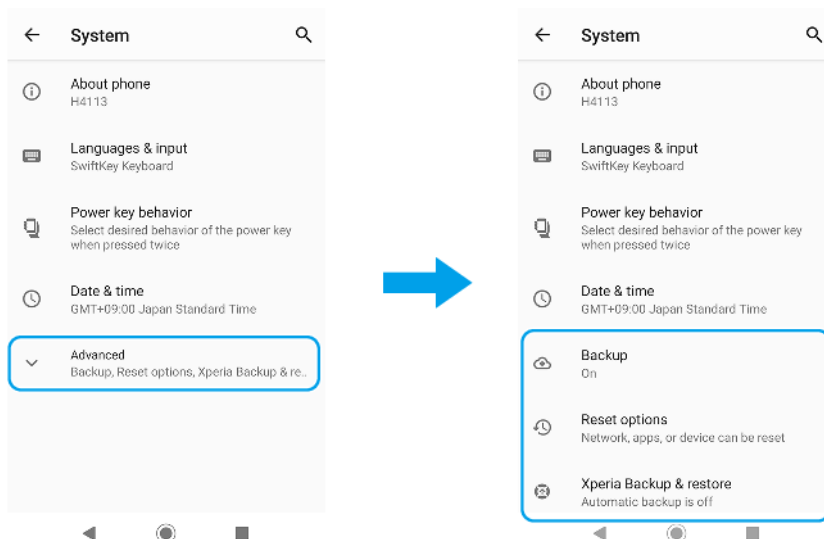 System
About phone
H4113
Languages & input
SwiftKey Keyboard
Power key behavior
Select desired behavior of the power key
when pressed twice
Date & time
GMT+09:00 Japan Standard Time
Advanced
Backup, Reset options, Xperia Backup & re..
System
About phone
H4113
Languages & input
SwiftKey Keyboard
Power key behavior
Select desired behavior of the power key
when pressed twice
Date & time
GMT+09:00 Japan Standard Time
Backup
On
Reset options
Network, apps, or device can be reset
Xperia Backup & restore
Automatic backup is off